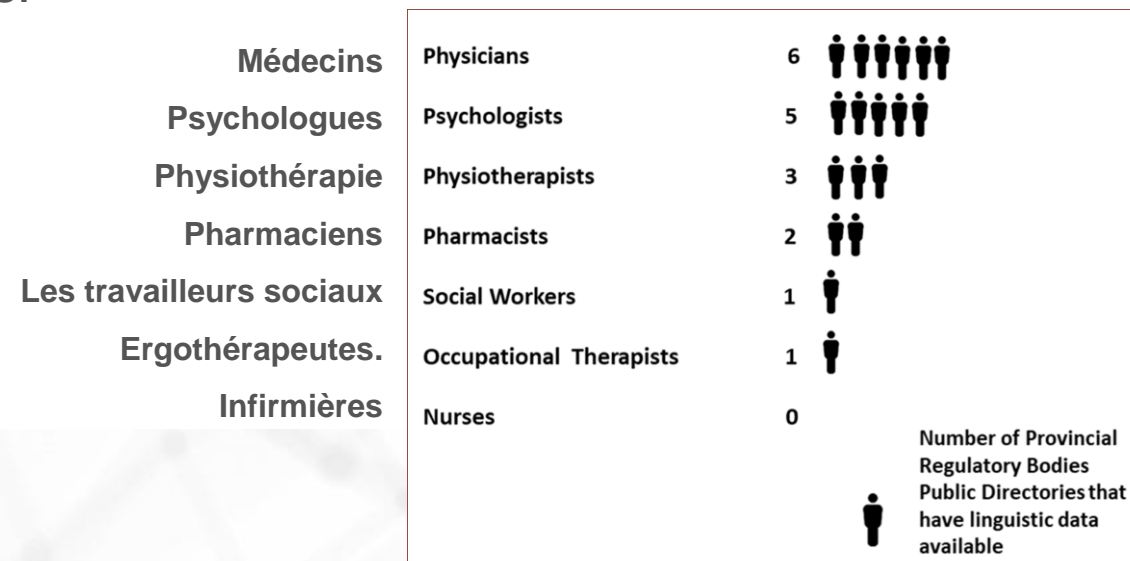 Médecins
Psychologues
Physiothérapie
Pharmaciens
Les travailleurs sociaux
Ergothérapeutes.
Infirmières
Physicians 6
Psychologists 5
Physiotherapists 3
Pharmacists 2
Social Workers 1
Occupational Therapists 1
Nurses 0
Number of Provincial
Regulatory Bodies
Public Directories that
have linguistic data
available